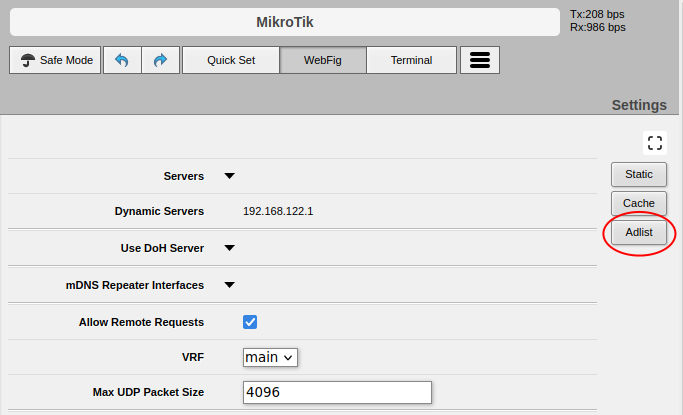 MikroTik
Tx:208 bps
Rx:986 bps
Safe Mode
Quick Set
WebFig
Terminal
Settings
Servers
Static
Cache
Adlist
Dynamic Servers 192.168.122.1
Use DoH Server
mDNS Repeater Interfaces
Allow Remote Requests
VRF main
Max UDP Packet Size 4096